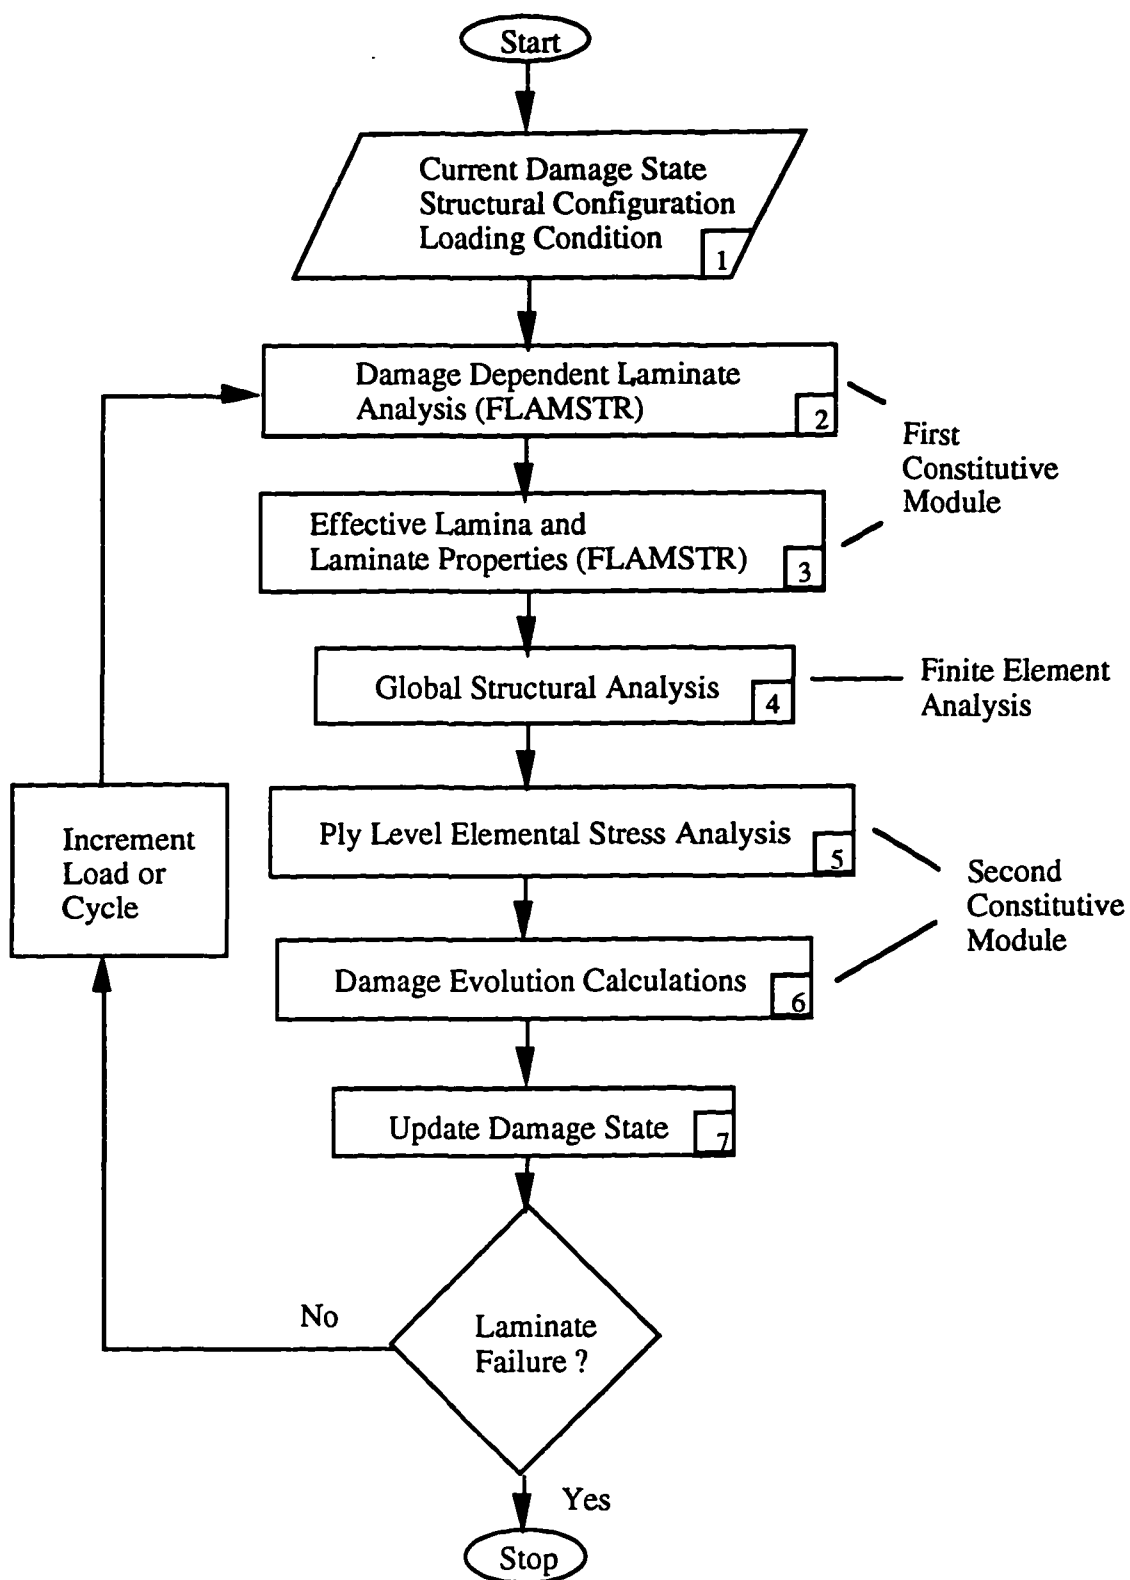 Start
Current Damage State
Structural Configuration
Loading Condition
1
Damage Dependent Laminate
Analysis (FLAMSTR)
2
First
Constitutive
Module
Effective Lamina and
Laminate Properties (FLAMSTR)
3
Global Structural Analysis
4
Finite Element
Analysis
Ply Level Elemental Stress Analysis
5
Increment
Load or
Cycle
Second
Constitutive
Module
Damage Evolution Calculations
6
Update Damage State
7
No
Laminate
Failure ?
Yes
Stop